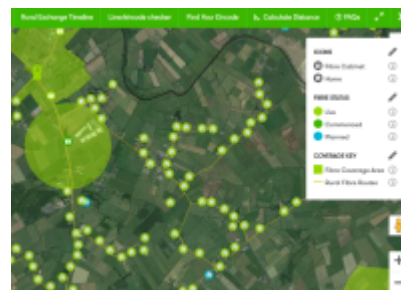 Rural Exchange Timeline
Linecheck checker
Find Your Eircode
Calculate Distance
FAQs
ICONS
Fibre Cabinet
Home
FIBRE STATUS
Live
Commenced
Planned
COVERAGE KEY
Fibre Coverage Area
Rural Fibre Routes